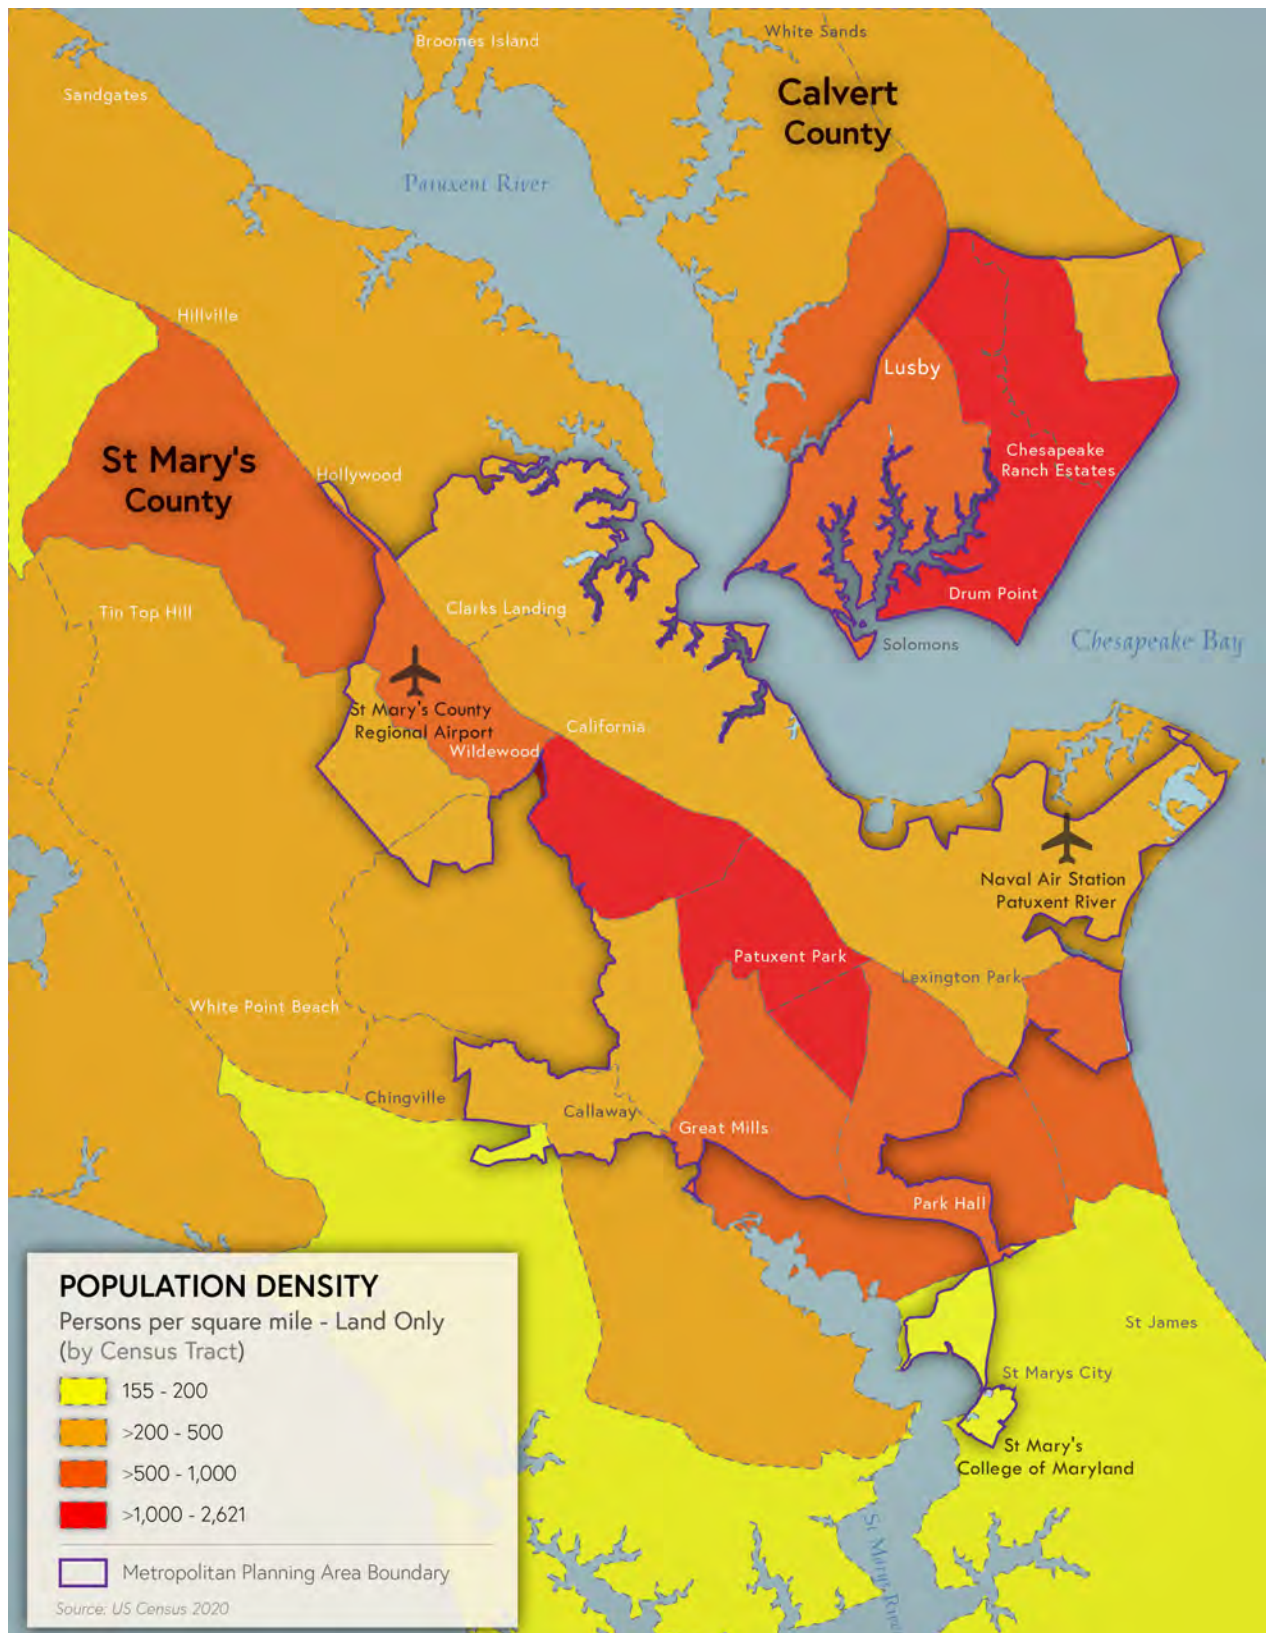 Broomes Island
White Sands
Sandgates
Calvert
County
Patuxent River
Hillville
Lusby
St Mary's
County
Hollywood
Chesapeake
Ranch Estates
Tin Top Hill
Clarks Landing
Drum Point
Solomons
Chesapeake Bay
St Mary's County
Regional Airport
California
Wildewood
Naval Air Station
Patuxent River
Patuxent Park
Lexington Park
White Point Beach
Chingville
Callaway
Great Mills
Park Hall
St James
St Marys City
St Mary's
College of Maryland
St Marys River
POPULATION DENSITY
Persons per square mile - Land Only
(by Census Tract)
155 - 200
>200 - 500
>500 - 1,000
>1,000 - 2,621
Metropolitan Planning Area Boundary
Source: US Census 2020